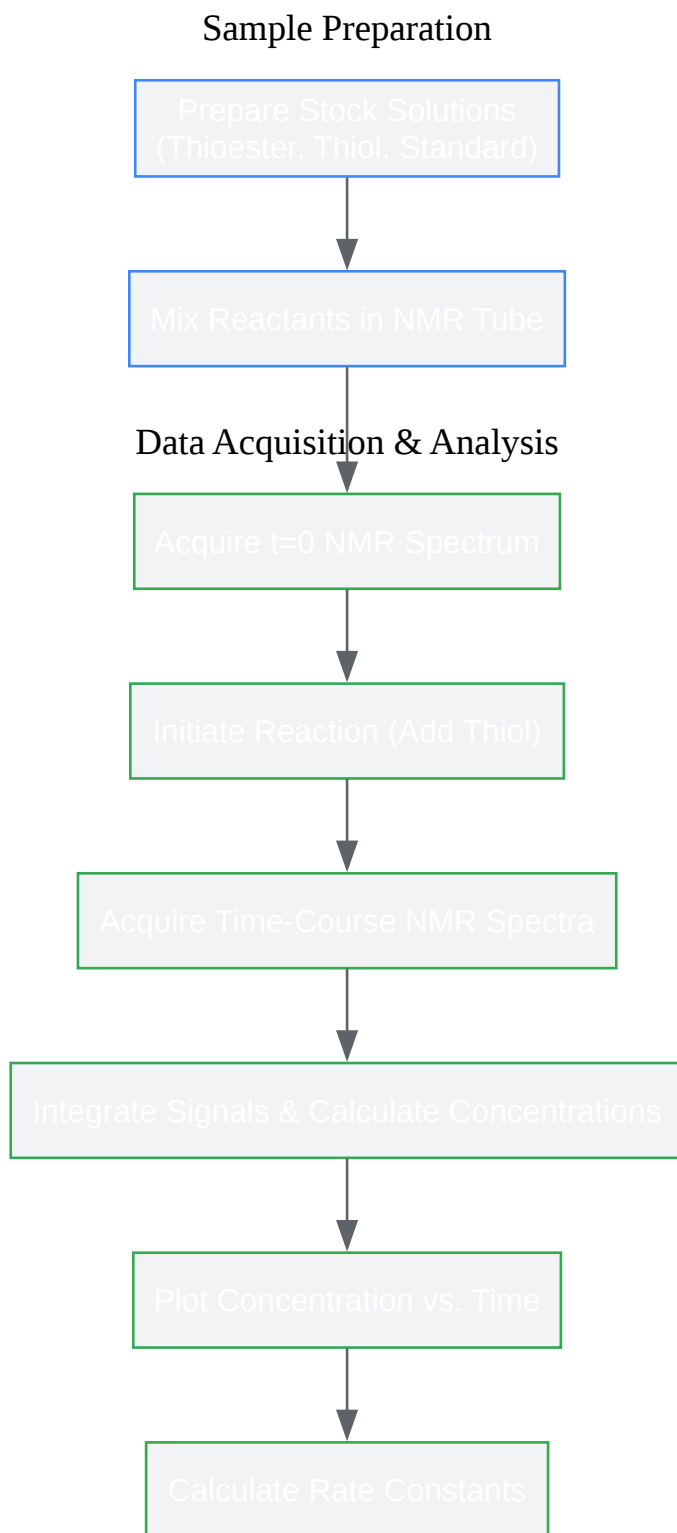 Sample Preparation
Prepare Stock Solutions
(Thioester, Thiol, Standard)
Mix Reactants in NMR Tube
Data Acquisition & Analysis
Acquire t=0 NMR Spectrum
Initiate Reaction (Add Thiol)
Acquire Time-Course NMR Spectra
Integrate Signals & Calculate Concentrations
Plot Concentration vs. Time
Calculate Rate Constants